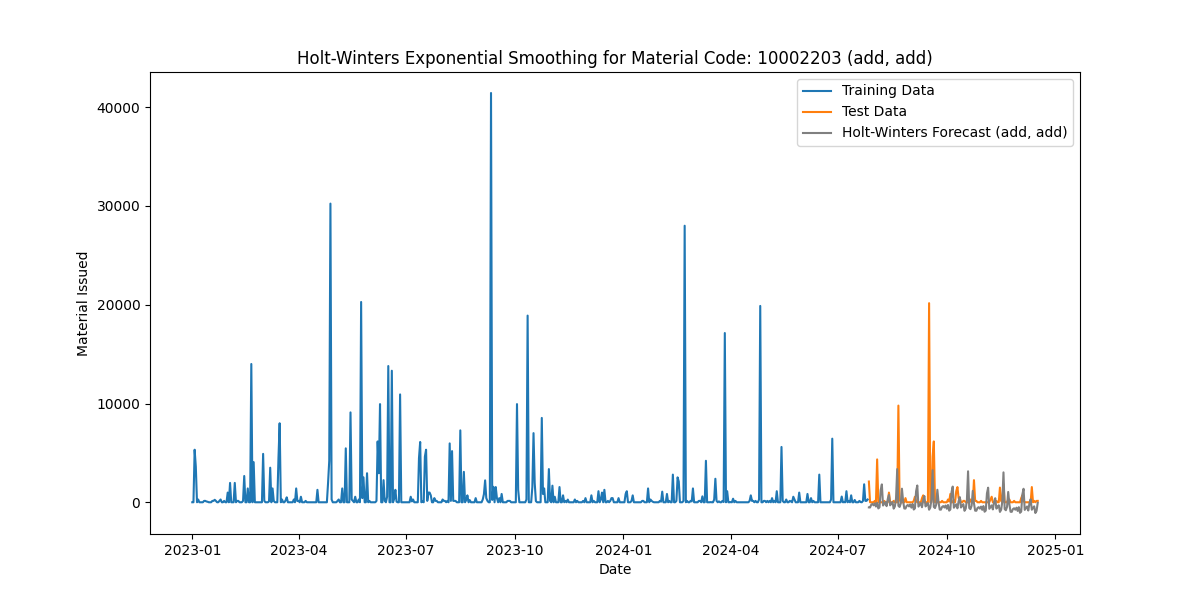 Holt-Winters Exponential Smoothing for Material Code: 10002203 (add, add)
Training Data
Test Data
Holt-Winters Forecast (add, add)
40000
30000
20000
10000
0
Material Issued
2023-01 2023-04 2023-07 2023-10 2024-01 2024-04 2024-07 2024-10 2025-01
Date